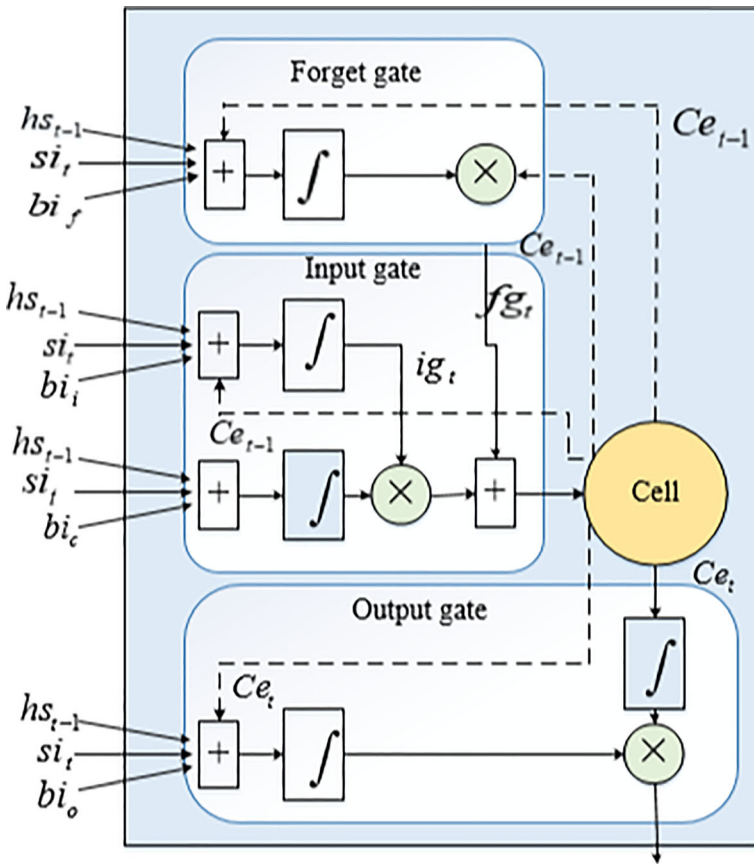 Forget gate
hs_{t-1}
si_t
bi_f
+
∫
×
Ce_{t-1}
Ce_{t-1}
fg_t
Input gate
hs_{t-1}
si_t
bi_i
+
∫
ig_t
Ce_{t-1}
hs_{t-1}
si_t
bi_c
+
∫
×
+
Cell
Ce_t
Output gate
∫
Ce_t
hs_{t-1}
si_t
bi_o
+
∫
×